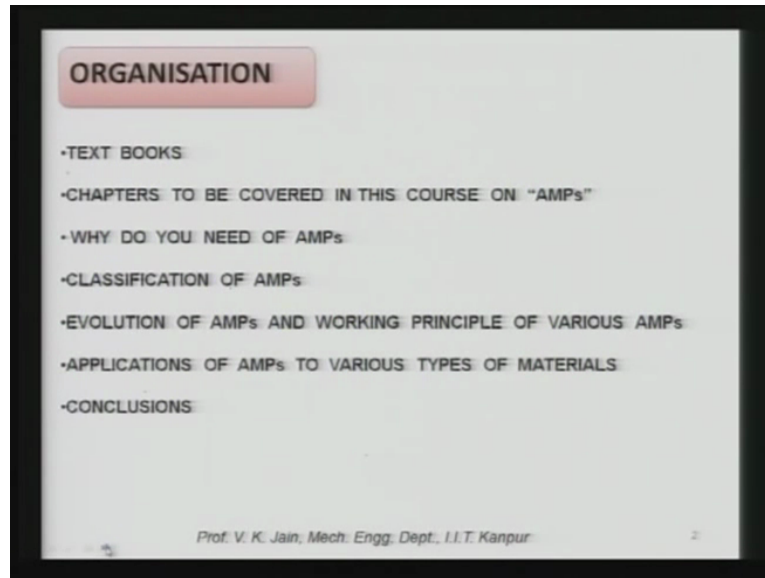 ORGANISATION
•TEXT BOOKS
•CHAPTERS TO BE COVERED IN THIS COURSE ON "AMPs"
• WHY DO YOU NEED OF AMPs
•CLASSIFICATION OF AMPs
•EVOLUTION OF AMPs AND WORKING PRINCIPLE OF VARIOUS AMPs
•APPLICATIONS OF AMPs TO VARIOUS TYPES OF MATERIALS
•CONCLUSIONS
Prof. V. K. Jain, Mech. Engg. Dept., I.I.T. Kanpur
2